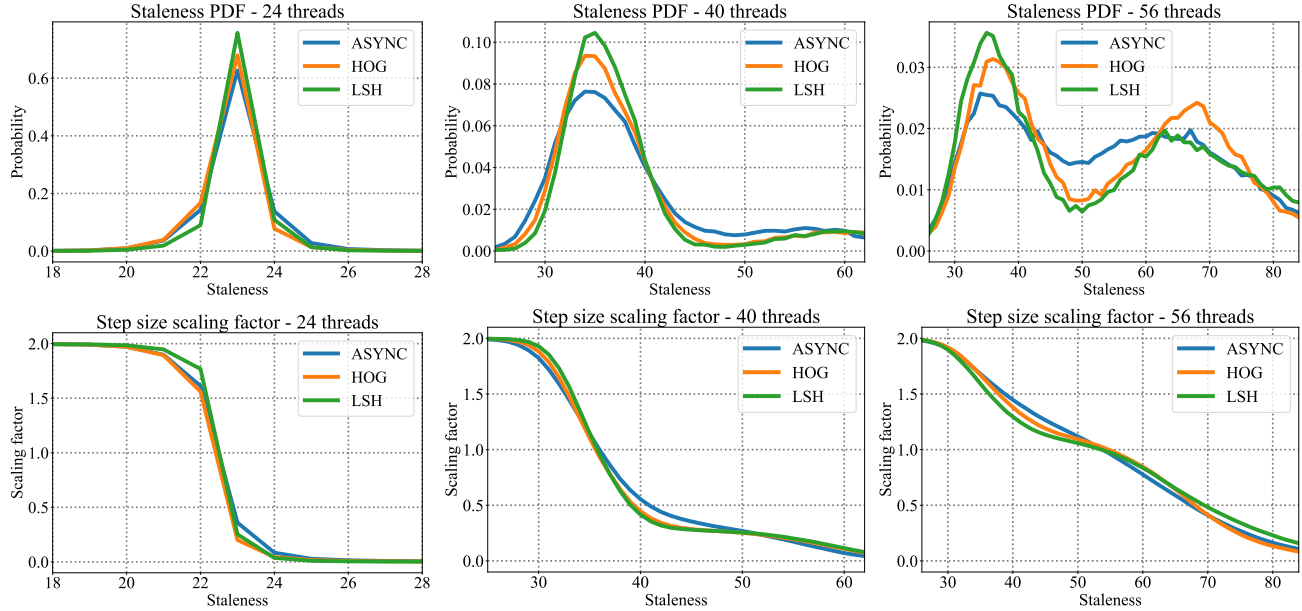 Staleness PDF - 24 threads
Probability
0.6
0.4
0.2
0.0
ASYNC
HOG
LSH
18 20 22 24 26 28
Staleness
Staleness PDF - 40 threads
Probability
0.10
0.08
0.06
0.04
0.02
0.00
ASYNC
HOG
LSH
30 40 50 60
Staleness
Staleness PDF - 56 threads
Probability
0.03
0.02
0.01
0.00
ASYNC
HOG
LSH
30 40 50 60 70 80
Staleness
Step size scaling factor - 24 threads
Scaling factor
2.0
1.5
1.0
0.5
0.0
ASYNC
HOG
LSH
18 20 22 24 26 28
Staleness
Step size scaling factor - 40 threads
Scaling factor
2.0
1.5
1.0
0.5
0.0
ASYNC
HOG
LSH
30 40 50 60
Staleness
Step size scaling factor - 56 threads
Scaling factor
2.0
1.5
1.0
0.5
0.0
ASYNC
HOG
LSH
30 40 50 60 70 80
Staleness